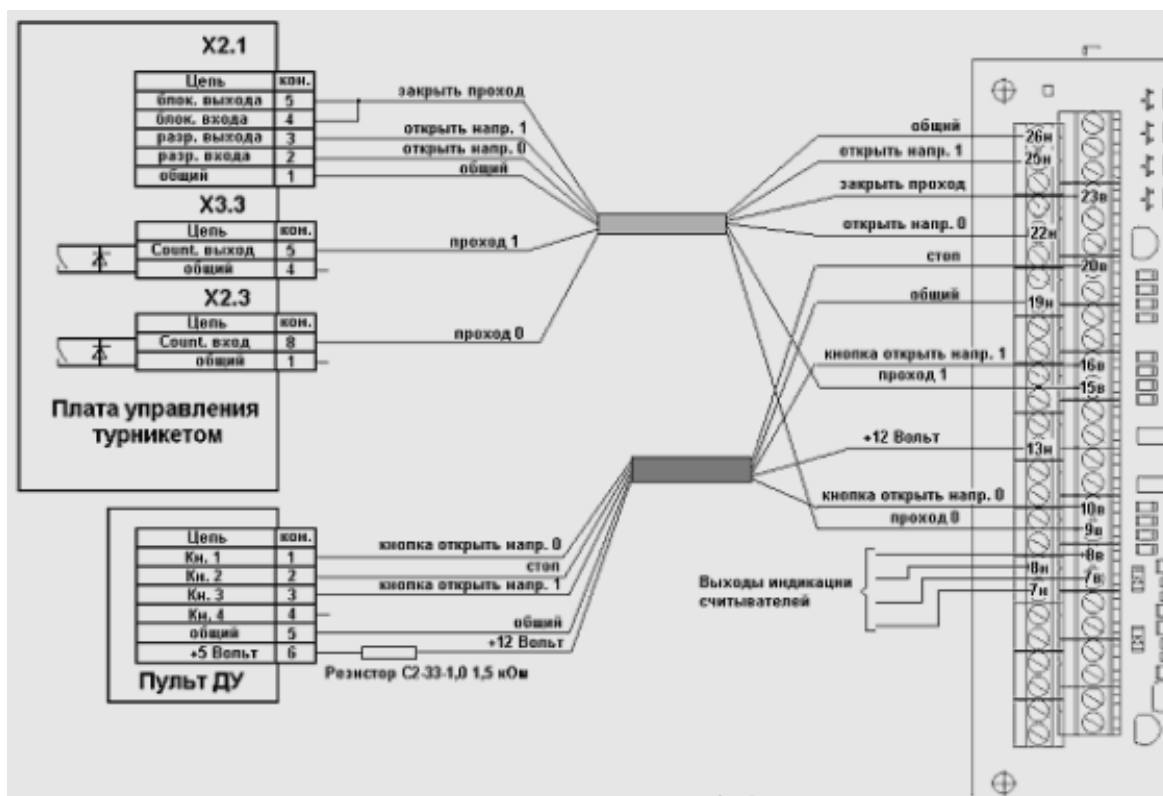 X2.1
Цепь кон.
блок. выхода 5
блок. входа 4
разр. выхода 3
разр. входа 2
общий 1
X3.3
Цепь кон.
Count. выход 5
общий 4
X2.3
Цепь кон.
Count. вход 8
общий 1
Плата управления
турникетом
закрыть проход
открыть напр. 1
открыть напр. 0
общий
проход 1
проход 0
Цепь кон.
Кн. 1 1
Кн. 2 2
Кн. 3 3
Кн. 4 4
общий 5
+5 Вольт 6
Пульт ДУ
кнопка открыть напр. 0
стоп
кнопка открыть напр. 1
общий
+12 Вольт
Резистор С2-33-1,0 1,5 кОм
общий 26н
открыть напр. 1 25н
закрыть проход 23в
открыть напр. 0 22н
стоп 20в
общий 19н
кнопка открыть напр. 1 16в
проход 1 15в
+12 Вольт 13н
кнопка открыть напр. 0 10в
проход 0 9в
8в
8н
7в
7н
Выходы индикации
считывателей